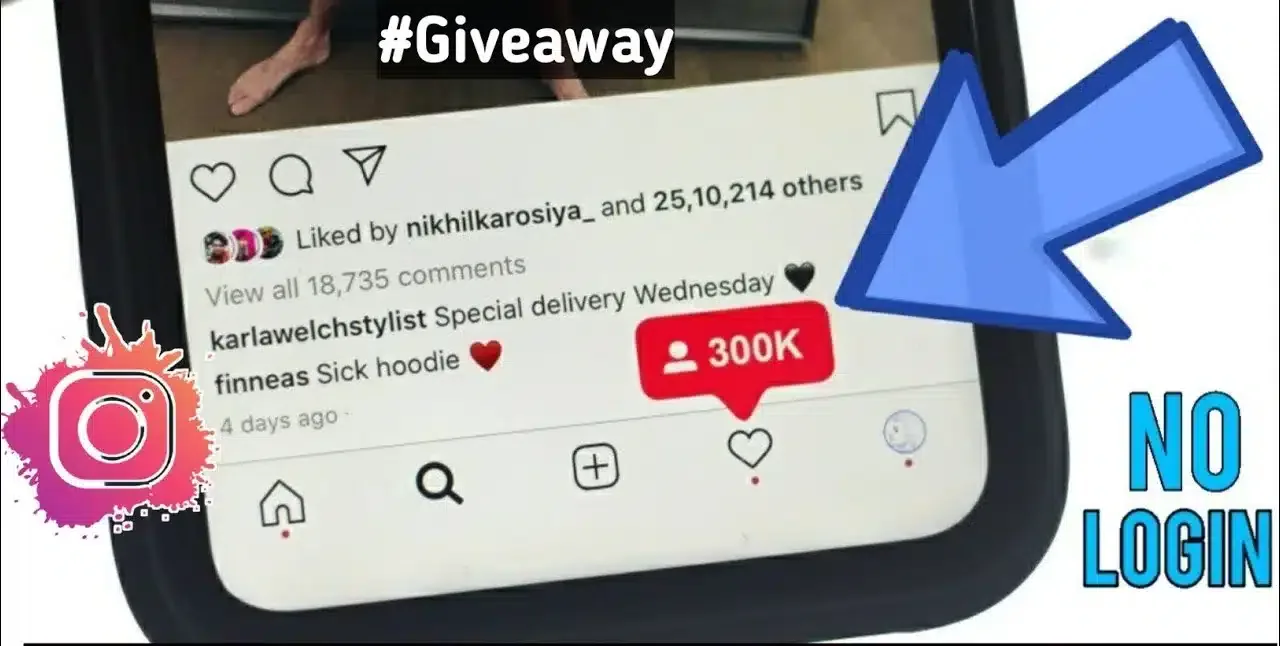 #Giveaway
Liked by nikhilkarosiya_ and 25,10,214 others
View all 18,735 comments
karlawelchstylist Special delivery Wednesday 🖤
finneas Sick hoodie ❤️
300K
4 days ago ·
NO
LOGIN